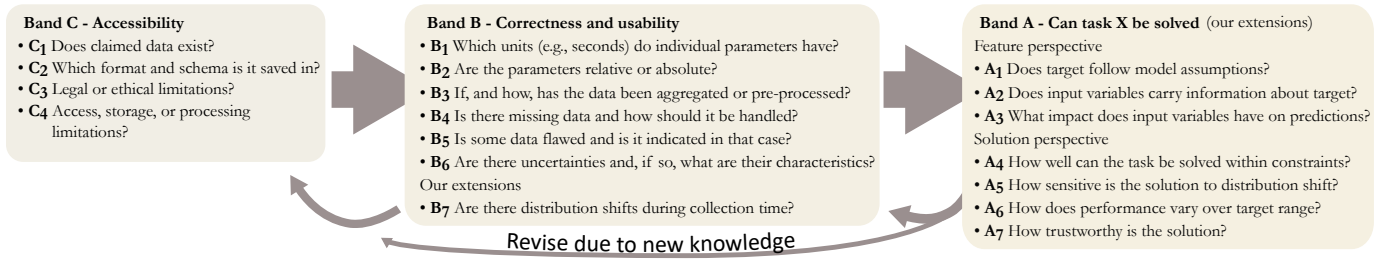 Band C - Accessibility
• C1 Does claimed data exist?
• C2 Which format and schema is it saved in?
• C3 Legal or ethical limitations?
• C4 Access, storage, or processing
limitations?
Band B - Correctness and usability
• B1 Which units (e.g., seconds) do individual parameters have?
• B2 Are the parameters relative or absolute?
• B3 If, and how, has the data been aggregated or pre-processed?
• B4 Is there missing data and how should it be handled?
• B5 Is some data flawed and is it indicated in that case?
• B6 Are there uncertainties and, if so, what are their characteristics?
Our extensions
• B7 Are there distribution shifts during collection time?
Band A - Can task X be solved (our extensions)
Feature perspective
• A1 Does target follow model assumptions?
• A2 Does input variables carry information about target?
• A3 What impact does input variables have on predictions?
Solution perspective
• A4 How well can the task be solved within constraints?
• A5 How sensitive is the solution to distribution shift?
• A6 How does performance vary over target range?
• A7 How trustworthy is the solution?
Revise due to new knowledge